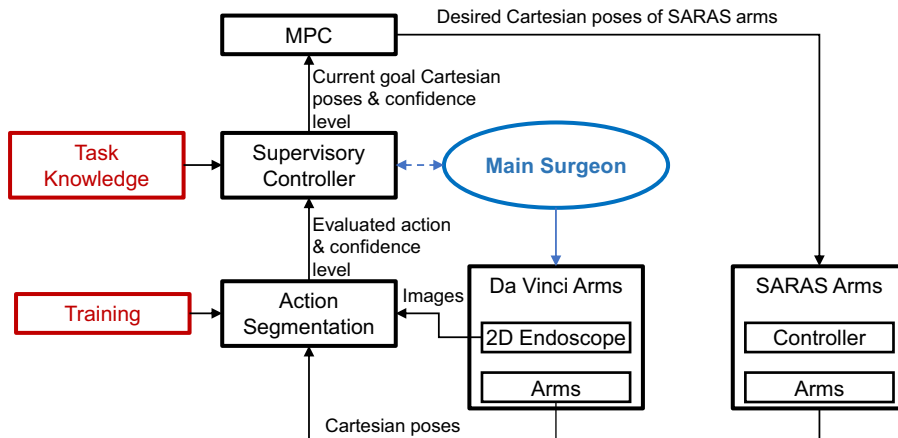 Desired Cartesian poses of SARAS arms
MPC
Current goal Cartesian
poses & confidence
level
Task
Knowledge
Supervisory
Controller
Main Surgeon
Evaluated action
& confidence
level
Training
Action
Segmentation
Images
Da Vinci Arms
2D Endoscope
Arms
SARAS Arms
Controller
Arms
Cartesian poses